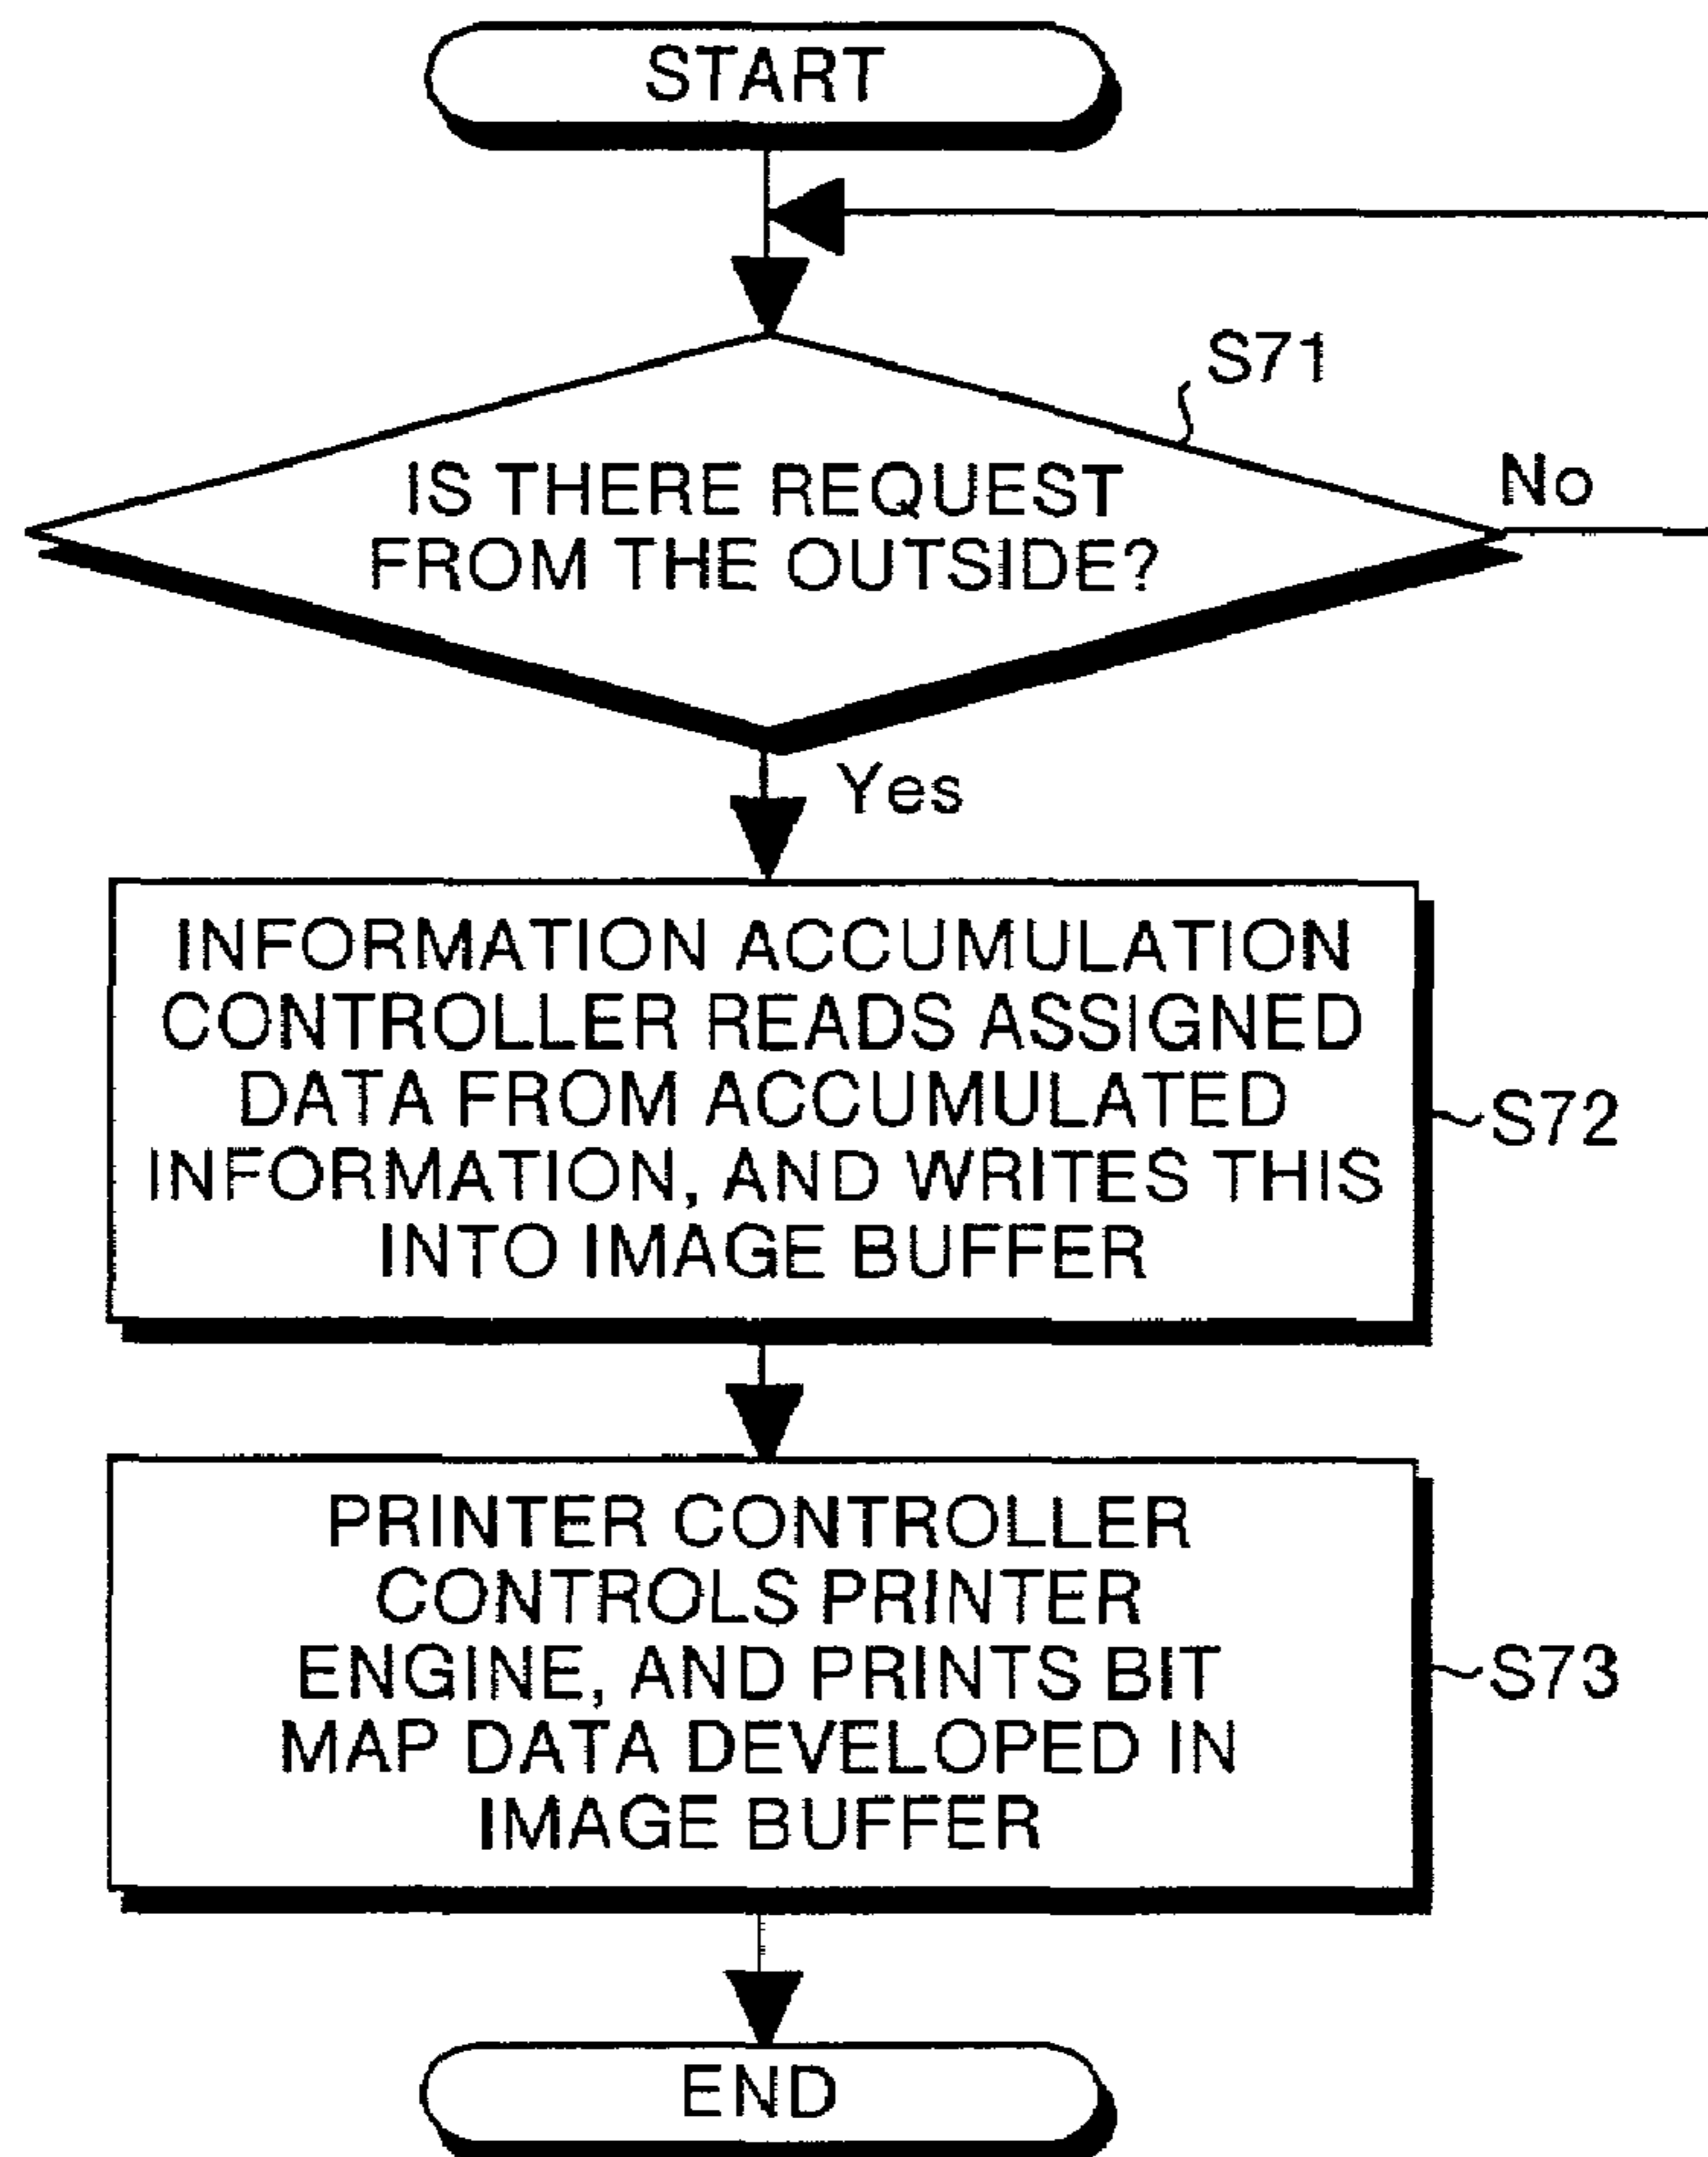 START
S71
IS THERE REQUEST
FROM THE OUTSIDE?
No
Yes
INFORMATION ACCUMULATION
CONTROLLER READS ASSIGNED
DATA FROM ACCUMULATED
INFORMATION, AND WRITES THIS
INTO IMAGE BUFFER
S72
PRINTER CONTROLLER
CONTROLS PRINTER
ENGINE, AND PRINTS BIT
MAP DATA DEVELOPED IN
IMAGE BUFFER
S73
END